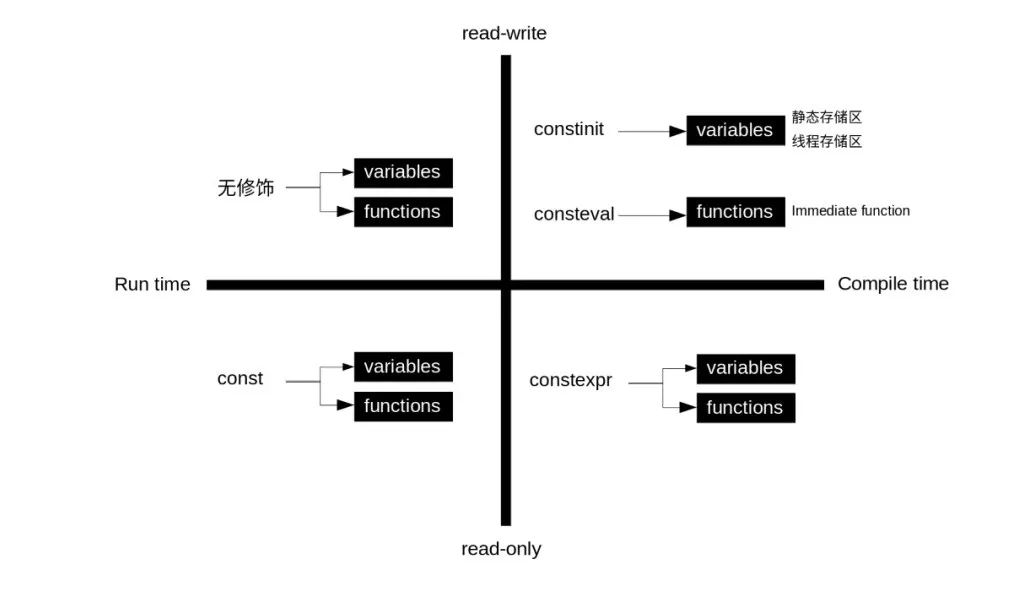 read-write
constinit
variables
静态存储区
线程存储区
无修饰
variables
functions
consteval
functions
Immediate function
Run time
Compile time
const
variables
functions
constexpr
variables
functions
read-only